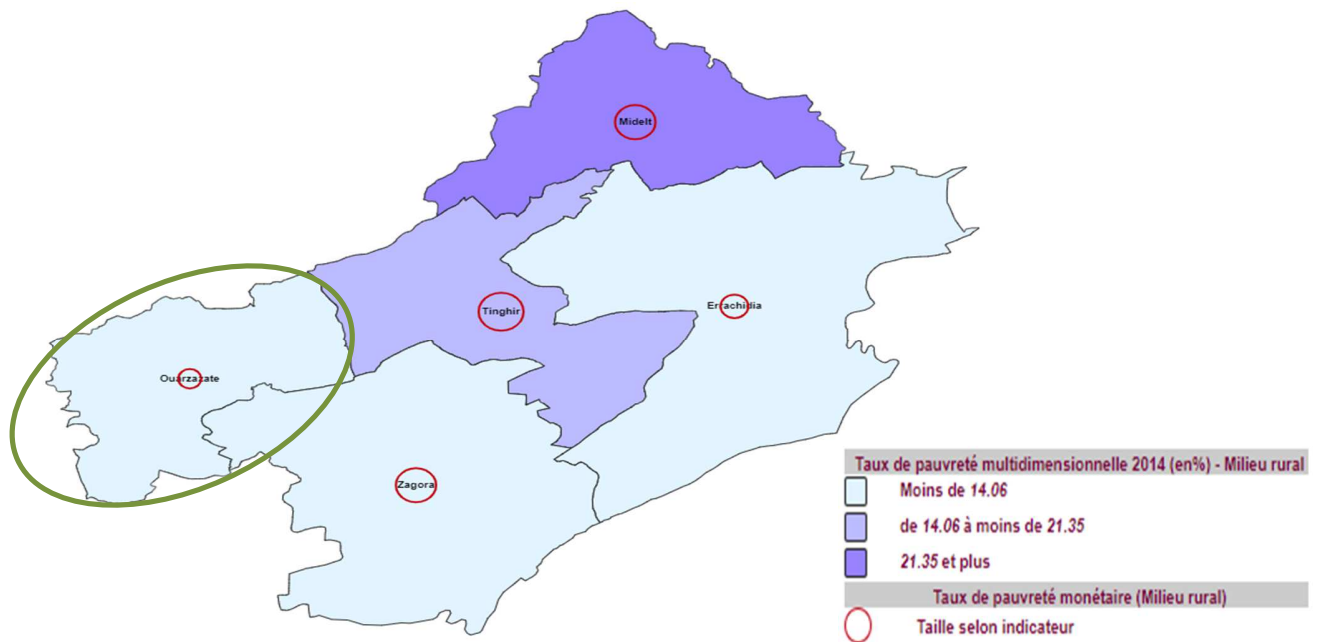 Midelt
Errachidia
Tinghir
Ouarzazate
Zagora
Taux de pauvreté multidimensionnelle 2014 (en%) - Milieu rural
Moins de 14.06
de 14.06 à moins de 21.35
21.35 et plus
Taux de pauvreté monétaire (Milieu rural)
Taille selon indicateur